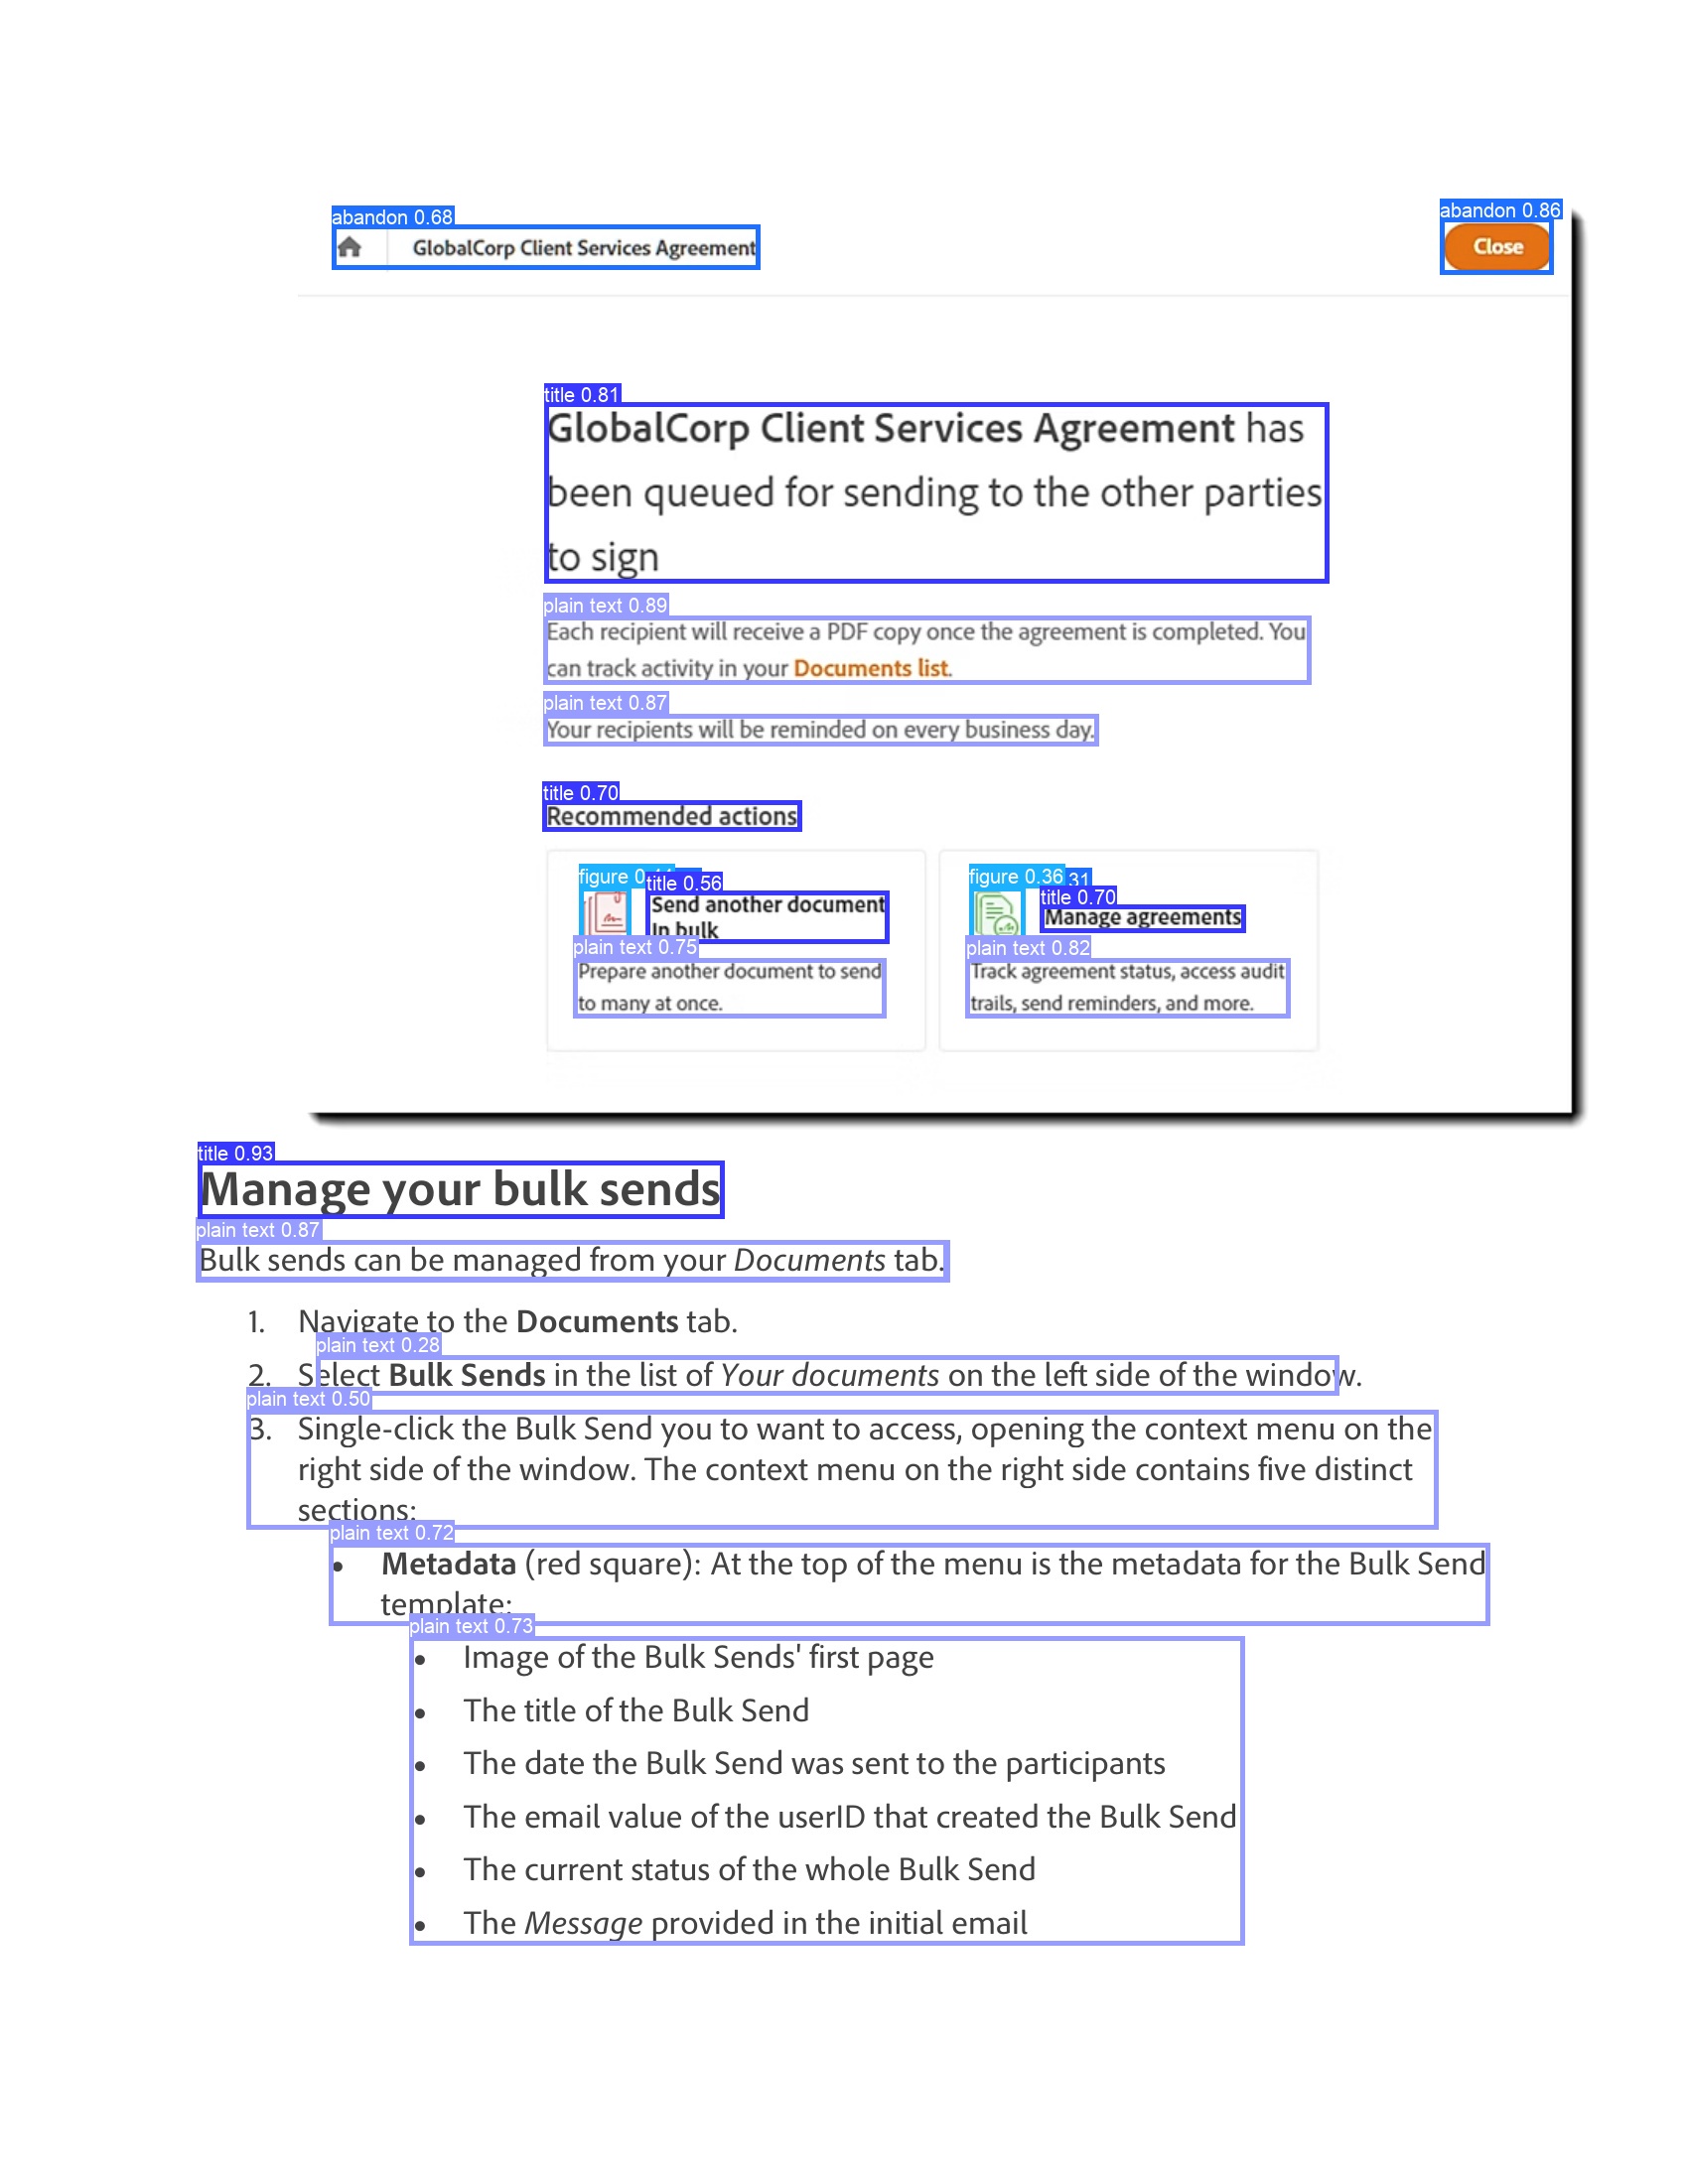 abandon 0.68
GlobalCorp Client Services Agreement
abandon 0.86
Close
title 0.81
GlobalCorp Client Services Agreement has
been queued for sending to the other parties
to sign
plain text 0.89
Each recipient will receive a PDF copy once the agreement is completed. You
can track activity in your Documents list.
plain text 0.87
Your recipients will be reminded on every business day.
title 0.70
Recommended actions
figure 0.
title 0.56
Send another document
In bulk
plain text 0.75
Prepare another document to send
to many at once.
figure 0.36
31
title 0.70
Manage agreements
plain text 0.82
Track agreement status, access audit
trails, send reminders, and more.
title 0.93
Manage your bulk sends
plain text 0.87
Bulk sends can be managed from your Documents tab.
1. Navigate to the Documents tab.
plain text 0.28
2. Select Bulk Sends in the list of Your documents on the left side of the window.
plain text 0.50
3. Single-click the Bulk Send you to want to access, opening the context menu on the
right side of the window. The context menu on the right side contains five distinct
sections:
plain text 0.72
• Metadata (red square): At the top of the menu is the metadata for the Bulk Send
template:
plain text 0.73
• Image of the Bulk Sends' first page
• The title of the Bulk Send
• The date the Bulk Send was sent to the participants
• The email value of the userID that created the Bulk Send
• The current status of the whole Bulk Send
• The Message provided in the initial email